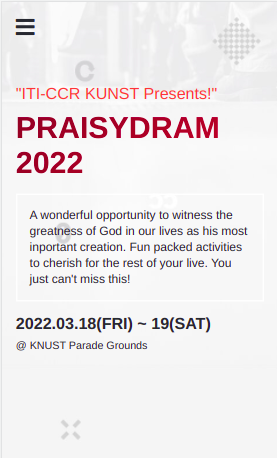 "ITI-CCR KUNST Presents!"
PRAISYDRAM
2022
A wonderful opportunity to witness the
greatness of God in our lives as his most
inportant creation. Fun packed activities
to cherish for the rest of your live. You
just can't miss this!
2022.03.18(FRI) ~ 19(SAT)
@ KNUST Parade Grounds